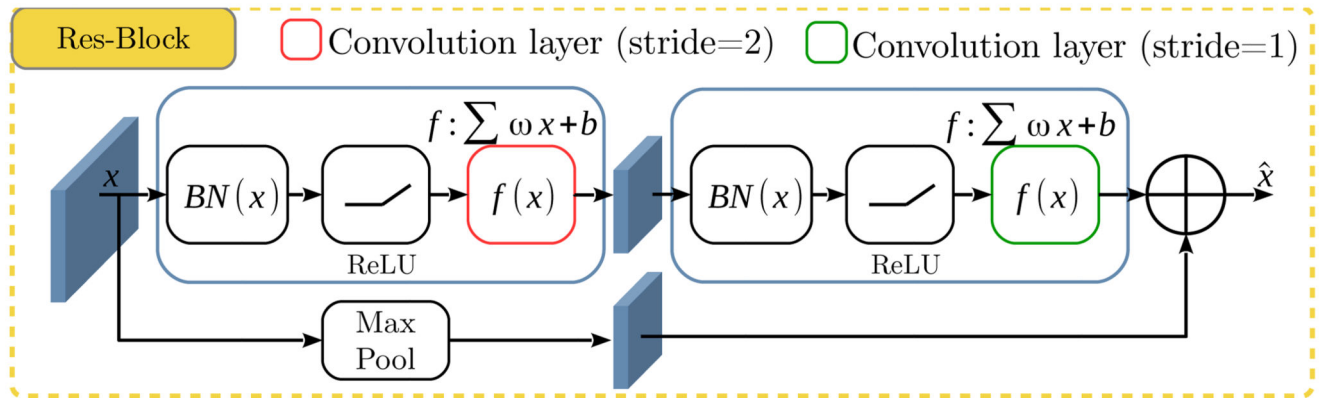 Res-Block
Convolution layer (stride=2)
Convolution layer (stride=1)
f : ∑ ω x+b
f : ∑ ω x+b
x
BN(x)
f(x)
BN(x)
f(x)
x̂
ReLU
ReLU
Max
Pool